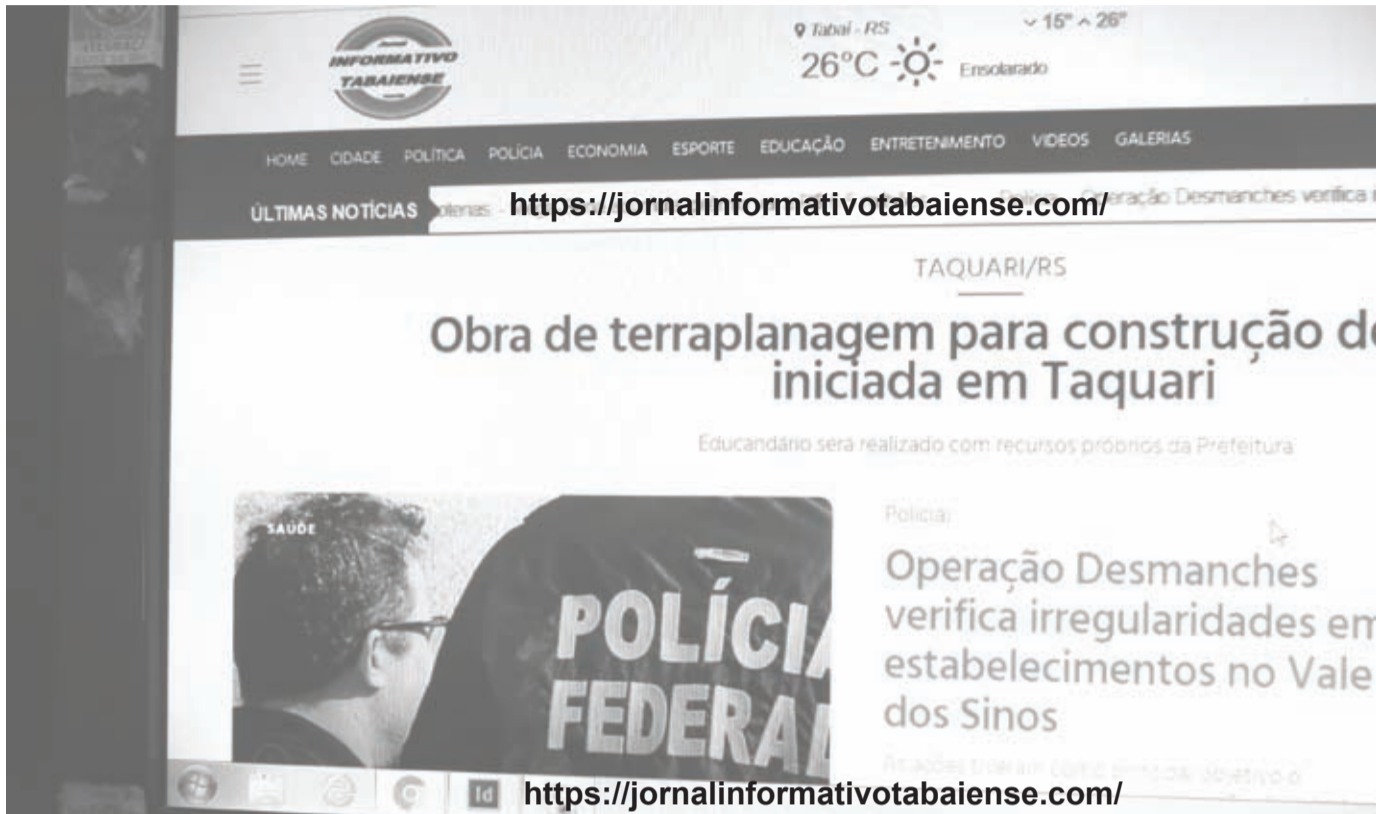 INFORMATIVO
TABAIENSE
Tabaí - RS
15° 26°
26°C Ensolarado
HOME CIDADE POLÍTICA POLÍCIA ECONOMIA ESPORTE EDUCAÇÃO ENTRETENIMENTO VIDEOS GALERIAS
ÚLTIMAS NOTÍCIAS
https://jornalinformativotabaiense.com/
Operação Desmanches verifica
TAQUARI/RS
Obra de terraplanagem para construção de
iniciada em Taquari
Educandário será realizado com recursos próprios da Prefeitura
SAÚDE
POLÍCIA
FEDERAL
Polícia
Operação Desmanches
verifica irregularidades em
estabelecimentos no Vale
dos Sinos
Id
https://jornalinformativotabaiense.com/